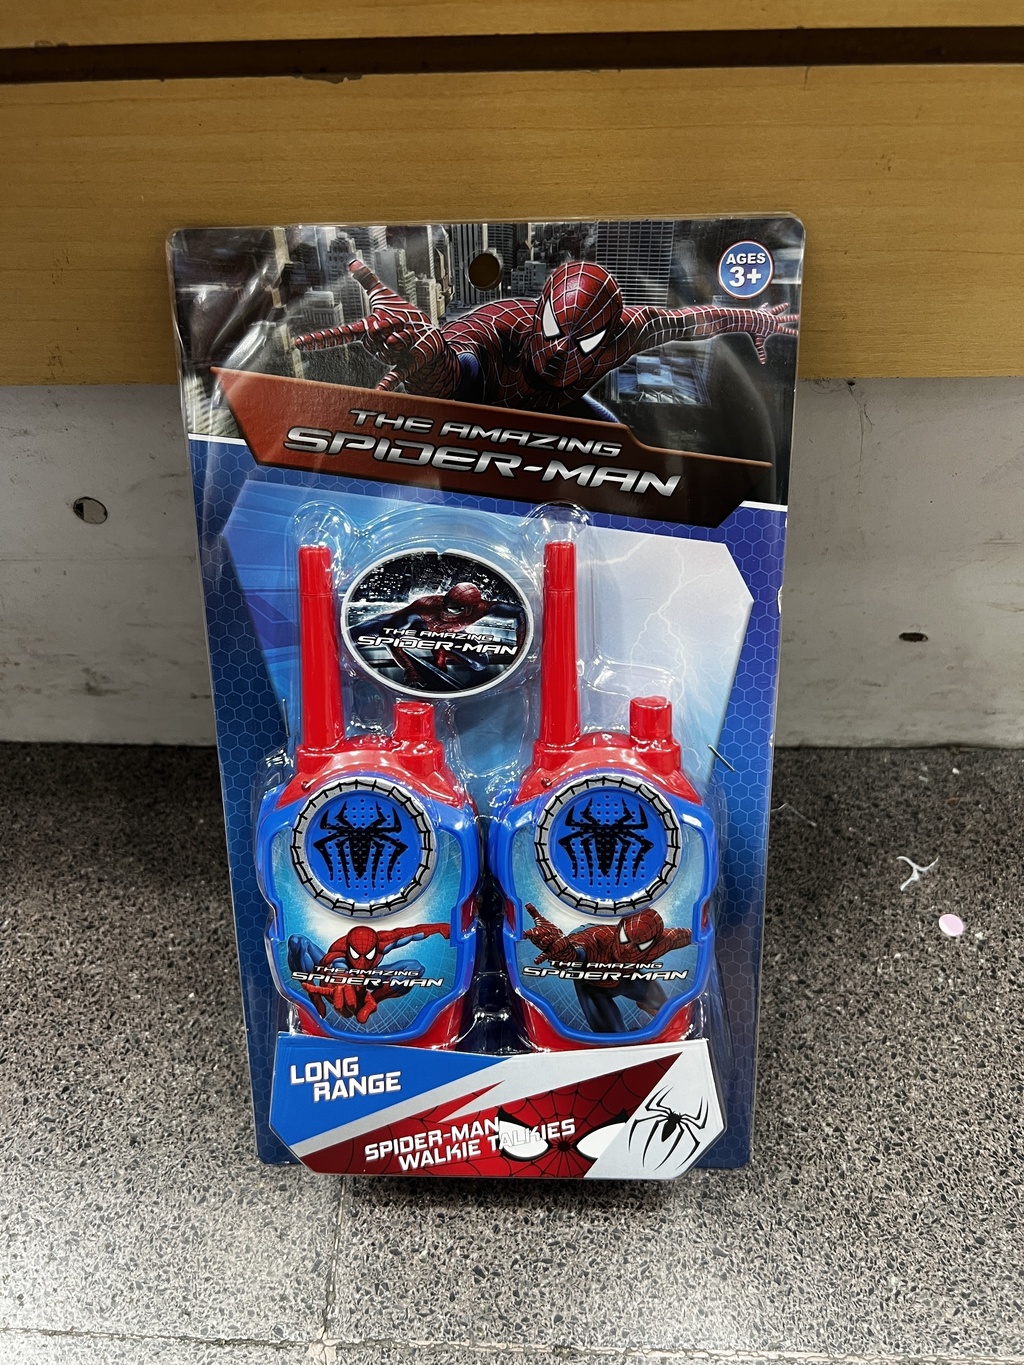 AGES
3+
THE AMAZING
SPIDER-MAN
THE AMAZING
SPIDER-MAN
THE AMAZING
SPIDER-MAN
THE AMAZING
SPIDER-MAN
LONG
RANGE
SPIDER-MAN
WALKIE TALKIES